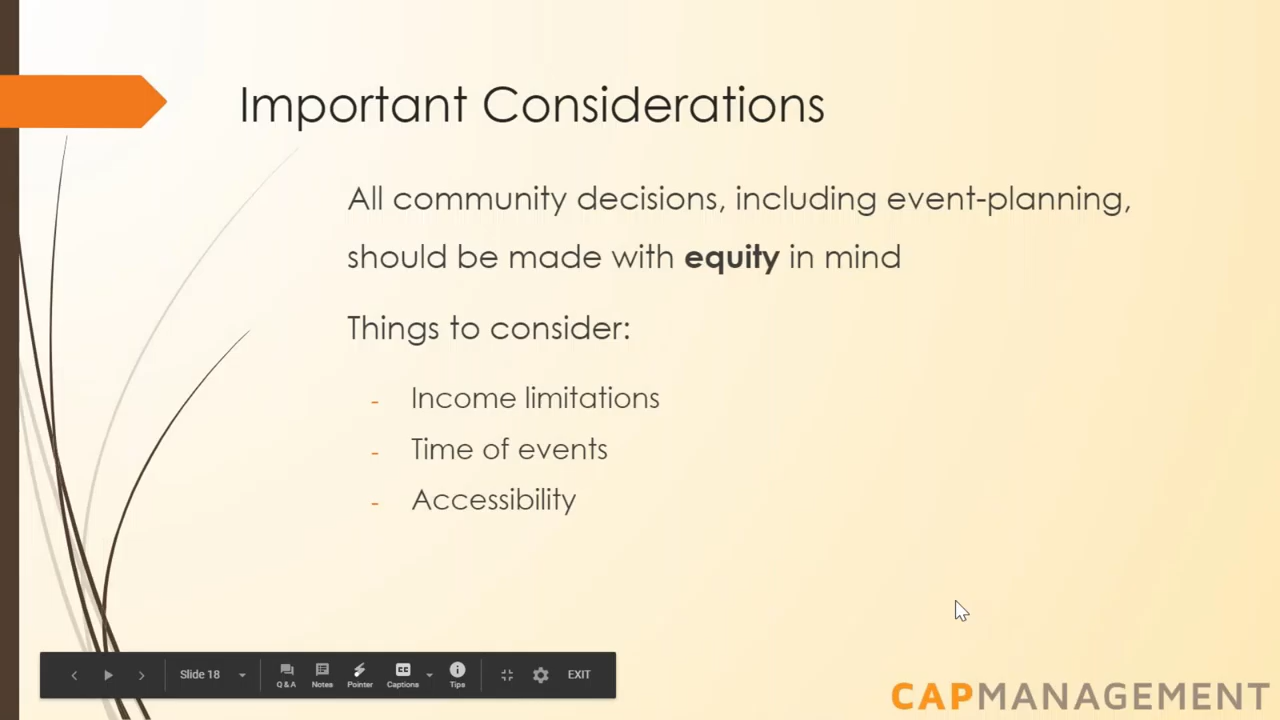 Important Considerations
All community decisions, including event-planning,
should be made with equity in mind
Things to consider:
- Income limitations
- Time of events
- Accessibility
Slide 18
Q & A
Notes
Pointer
CC
Captions
Tips
EXIT
CAPMANAGEMENT